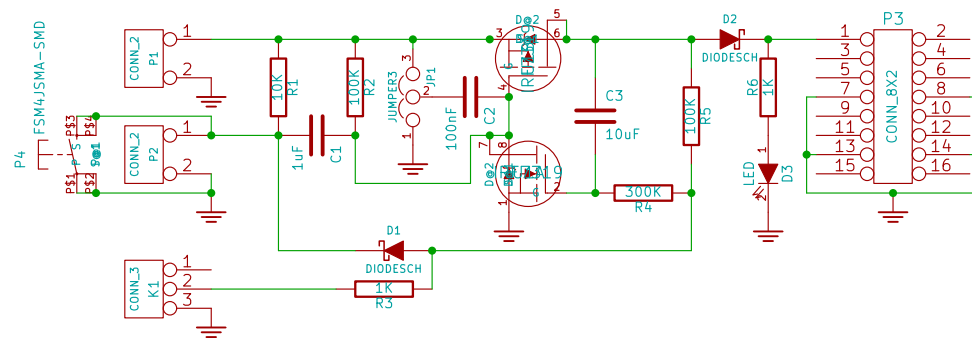 FSM4JSMA-SMD
P4
P$3
P$4
P$1
P$2
CONN_2
P1
1
2
CONN_2
P2
1
2
CONN_3
K1
1
2
3
10K
R1
100K
R2
1uF
C1
JUMPER3
JP1
3
2
1
100nF
C2
D@2
3
5
6
4
7
8
D@2
1
2
G
C3
10uF
100K
R5
300K
R4
D1
DIODESCH
1K
R3
D2
DIODESCH
R6
1K
LED
D3
1
2
P3
CONN_8X2
1
2
3
4
5
6
7
8
9
10
11
12
13
14
15
16